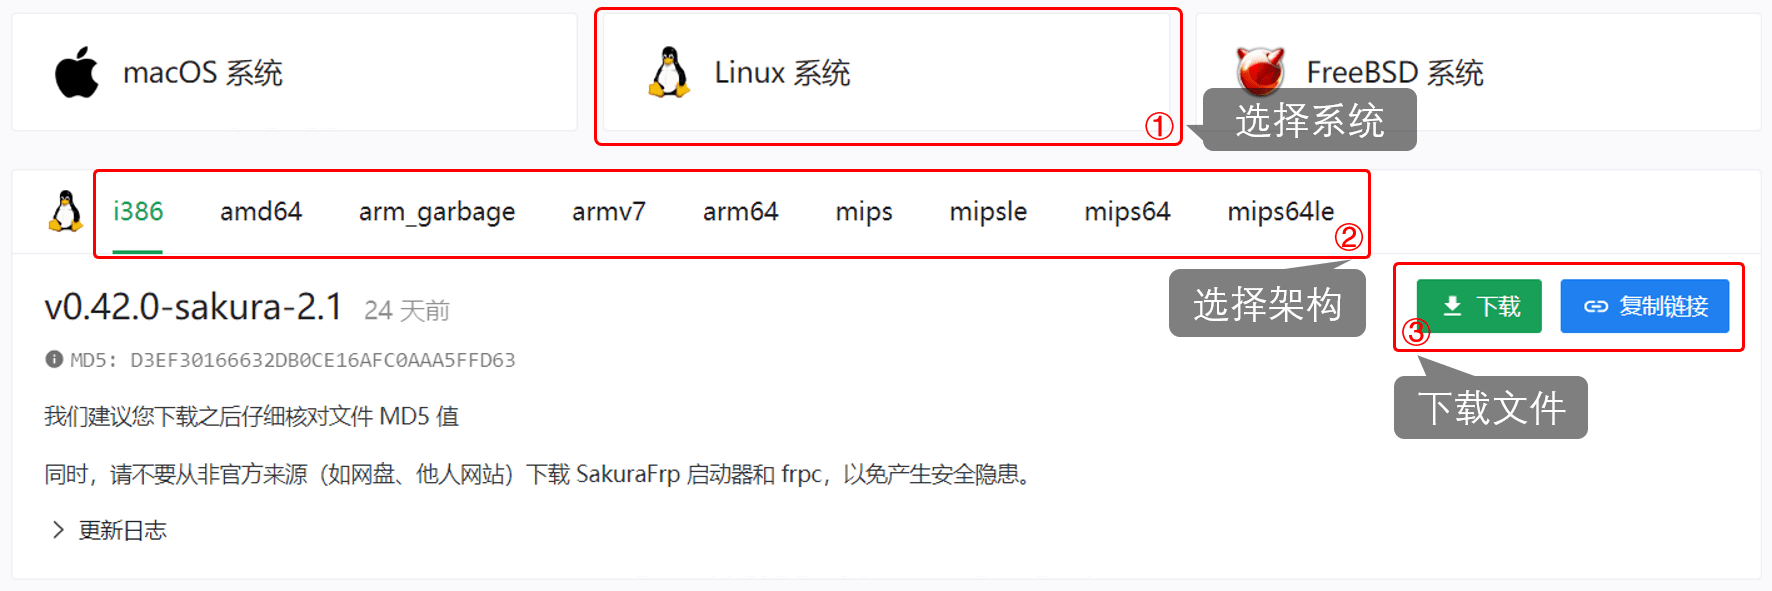 macOS 系统
Linux 系统
FreeBSD 系统
①
选择系统
i386 amd64 arm_garbage armv7 arm64 mips mipsle mips64 mips64le
②
选择架构
v0.42.0-sakura-2.1 24 天前
下载 复制链接
③
MD5: D3EF30166632DB0CE16AFC0AAA5FFD63
下载文件
我们建议您下载之后仔细核对文件 MD5 值
同时，请不要从非官方来源（如网盘、他人网站）下载 SakuraFrp 启动器和 frpc，以免产生安全隐患。
更新日志